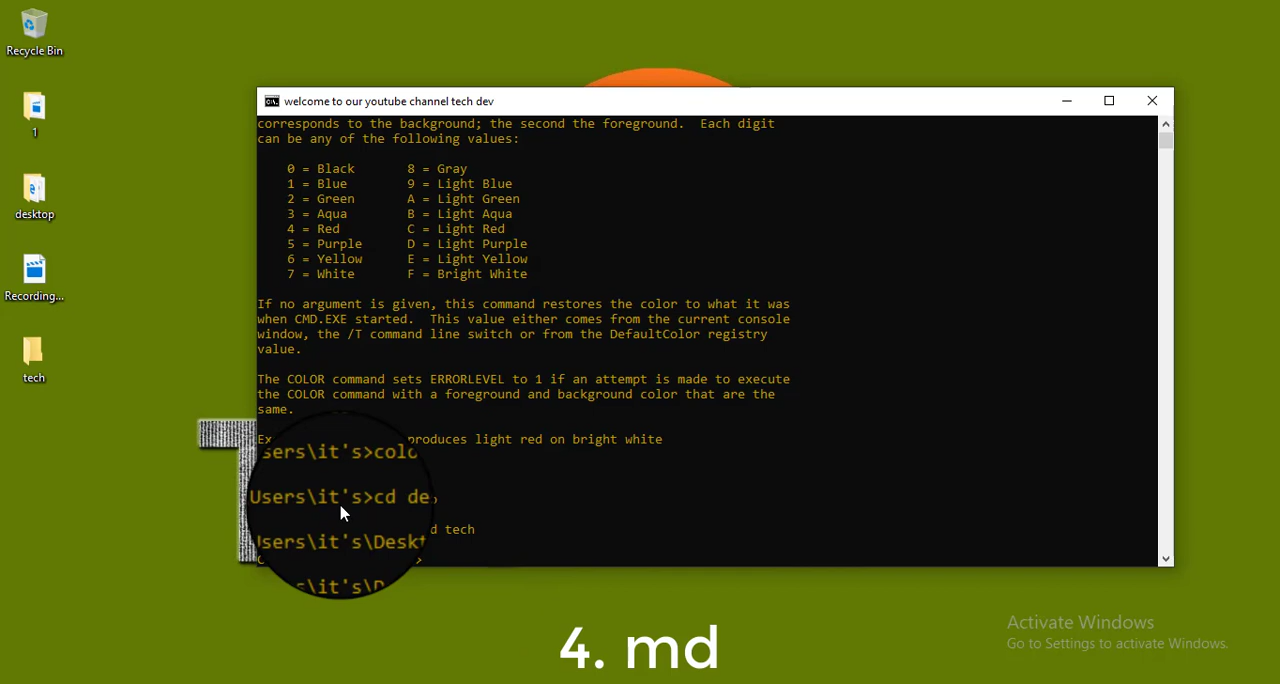 Recycle Bin
1
desktop
Recording...
tech
welcome to our youtube channel tech dev
corresponds to the background; the second the foreground.  Each digit
can be any of the following values:
0 = Black 8 = Gray
1 = Blue 9 = Light Blue
2 = Green A = Light Green
3 = Aqua B = Light Aqua
4 = Red C = Light Red
5 = Purple D = Light Purple
6 = Yellow E = Light Yellow
7 = White F = Bright White
If no argument is given, this command restores the color to what it was
when CMD.EXE started.  This value either comes from the current console
window, the /T command line switch or from the DefaultColor registry
value.
The COLOR command sets ERRORLEVEL to 1 if an attempt is made to execute
the COLOR command with a foreground and background color that are the
same.
produces light red on bright white
sers\it's>colo
Users\it's>cd de
tech
sers\it's\Deskt
4. md
Activate Windows
Go to Settings to activate Windows.